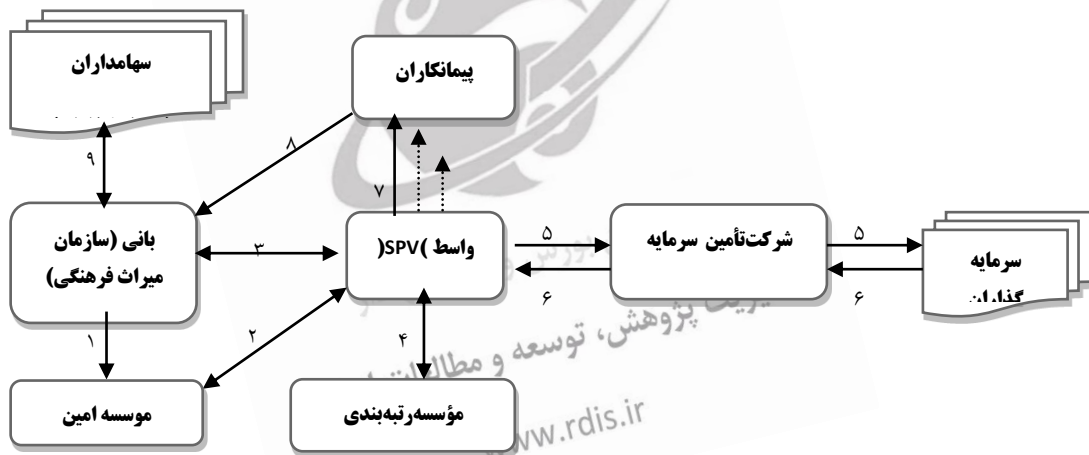 سهامداران
پیمانکاران
۸
۹
۷
بانی (سازمان
میراث فرهنگی)
۳
واسط )SPV(
۵
۶
شرکت‌تأمین سرمایه
۵
۶
سرمایه
گذاران
۱
۲
۴
موسسه امین
مؤسسه‌رتبه‌بندی
پژوهش، توسعه و
www.rdis.ir